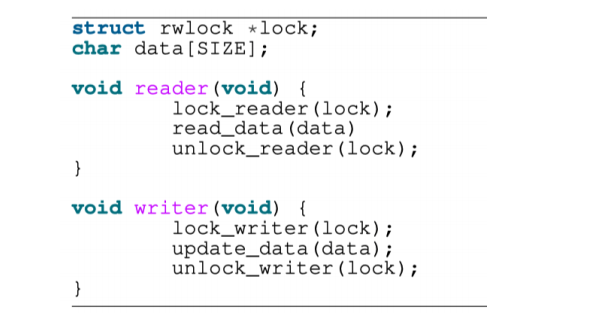 struct rwlock *lock;
char data[SIZE];
void reader(void) {
lock_reader(lock);
read_data(data)
unlock_reader(lock);
}
void writer(void) {
lock_writer(lock);
update_data(data);
unlock_writer(lock);
}